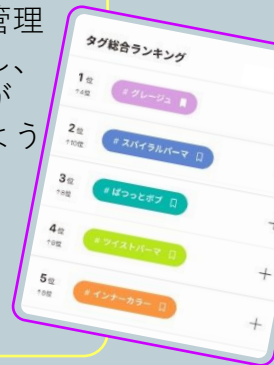 管理
し、
が
よう
タグ総合ランキング
1位
↑4位
# グレージュ
2位
↑10位
# スパイラルパーマ
3位
↑6位
# ぱつっとボブ
+
4位
↑9位
# ツイストパーマ
+
5位
↑8位
# インナーカラー
+